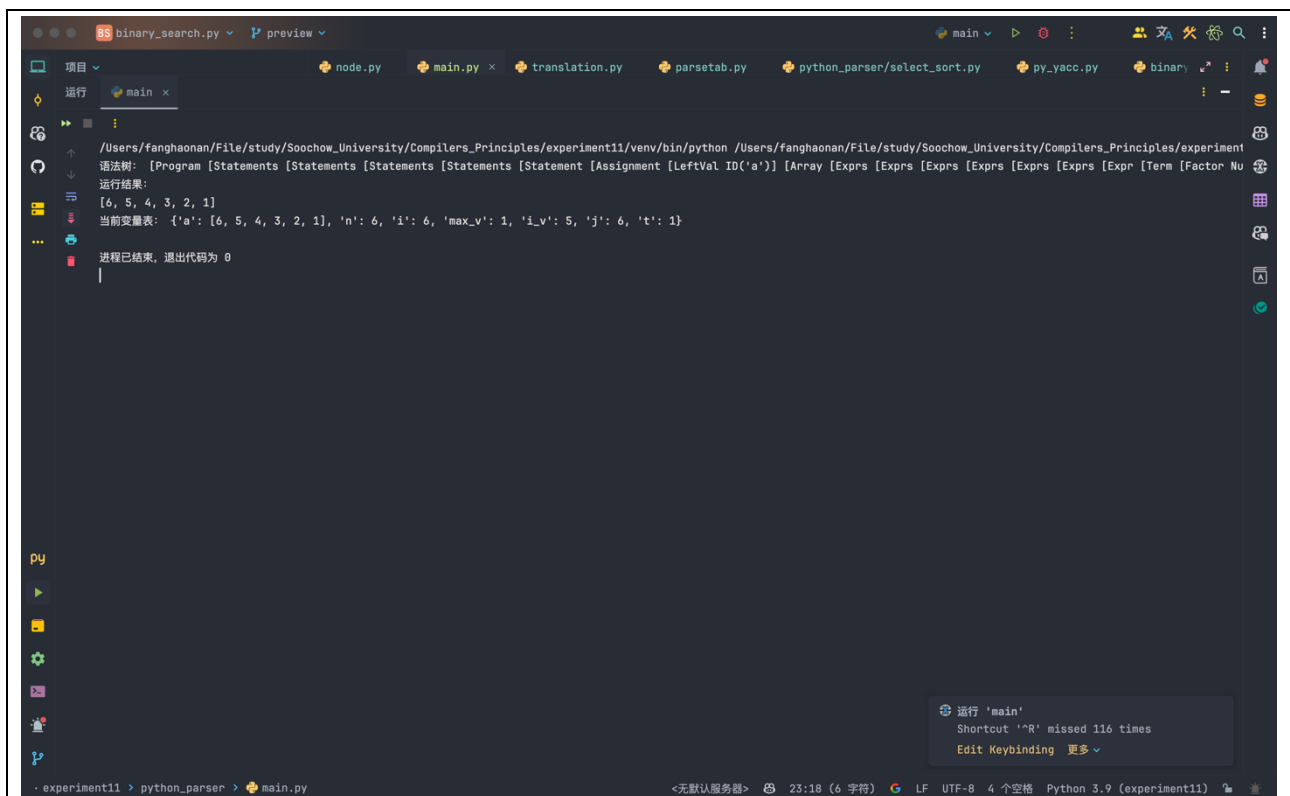 BS binary_search.py preview main
项目 node.py main.py × translation.py parsetab.py python_parser/select_sort.py py_yacc.py binary
运行 main ×
/Users/fanghaonan/File/study/Soochow_University/Compilers_Principles/experiment11/venv/bin/python /Users/fanghaonan/File/study/Soochow_University/Compilers_Principles/experiment
语法树: [Program [Statements [Statements [Statements [Statements [Statement [Assignment [LeftVal ID('a')] [Array [Exprs [Exprs [Exprs [Exprs [Exprs [Exprs [Expr [Term [Factor Nu
运行结果:
[6, 5, 4, 3, 2, 1]
当前变量表: {'a': [6, 5, 4, 3, 2, 1], 'n': 6, 'i': 6, 'max_v': 1, 'i_v': 5, 'j': 6, 't': 1}
进程已结束，退出代码为 0
py
运行 'main'
Shortcut '^R' missed 116 times
Edit Keybinding 更多
experiment11 › python_parser › main.py <无默认服务器> 23:18 (6 字符) G LF UTF-8 4 个空格 Python 3.9 (experiment11)